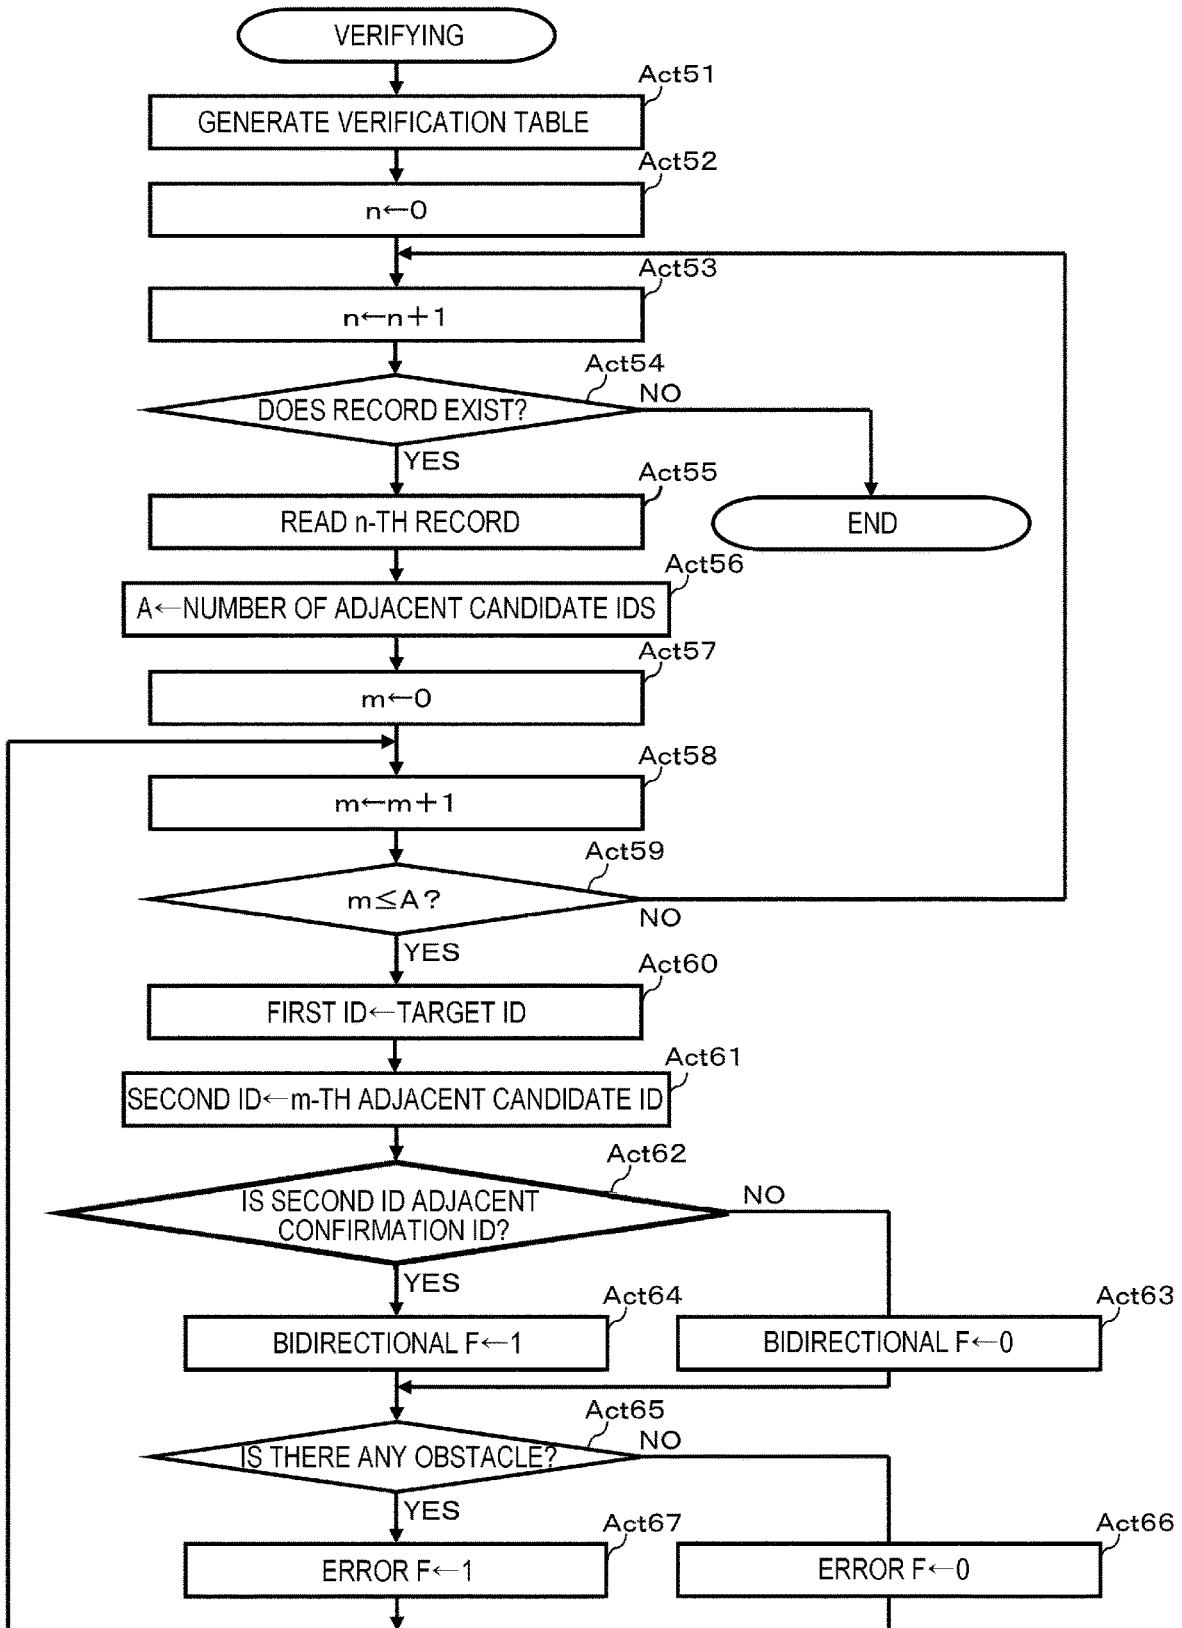 VERIFYING
Act51
GENERATE VERIFICATION TABLE
Act52
n←0
Act53
n←n+1
Act54
DOES RECORD EXIST?
NO
YES
Act55
READ n-TH RECORD
END
Act56
A←NUMBER OF ADJACENT CANDIDATE IDS
Act57
m←0
Act58
m←m+1
Act59
m≤A?
NO
YES
Act60
FIRST ID←TARGET ID
Act61
SECOND ID←m-TH ADJACENT CANDIDATE ID
Act62
IS SECOND ID ADJACENT
CONFIRMATION ID?
NO
YES
Act64
BIDIRECTIONAL F←1
Act63
BIDIRECTIONAL F←0
Act65
IS THERE ANY OBSTACLE?
NO
YES
Act67
ERROR F←1
Act66
ERROR F←0